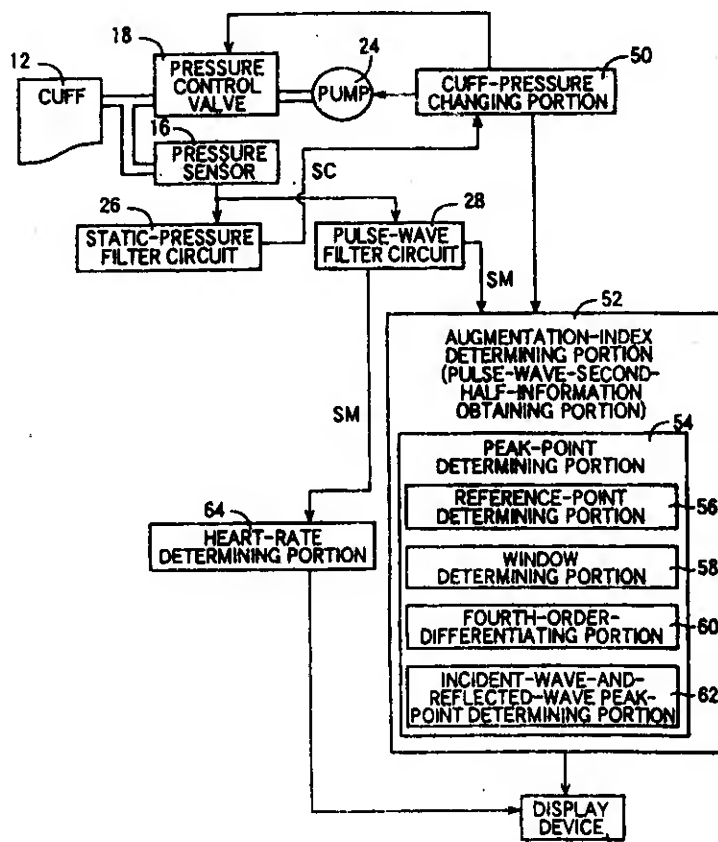 18
12
24
50
CUFF
PRESSURE
CONTROL
VALVE
PUMP
CUFF-PRESSURE
CHANGING PORTION
16
PRESSURE
SENSOR
SC
26
28
STATIC-PRESSURE
FILTER CIRCUIT
PULSE-WAVE
FILTER CIRCUIT
SM
52
AUGMENTATION-INDEX
DETERMINING PORTION
(PULSE-WAVE-SECOND-
HALF-INFORMATION
OBTAINING PORTION)
SM
54
PEAK-POINT
DETERMINING PORTION
REFERENCE-POINT
DETERMINING PORTION
56
64
HEART-RATE
DETERMINING PORTION
WINDOW
DETERMINING PORTION
58
FOURTH-ORDER-
DIFFERENTIATING PORTION
60
INCIDENT-WAVE-AND-
REFLECTED-WAVE PEAK-
POINT DETERMINING PORTION
62
DISPLAY
DEVICE